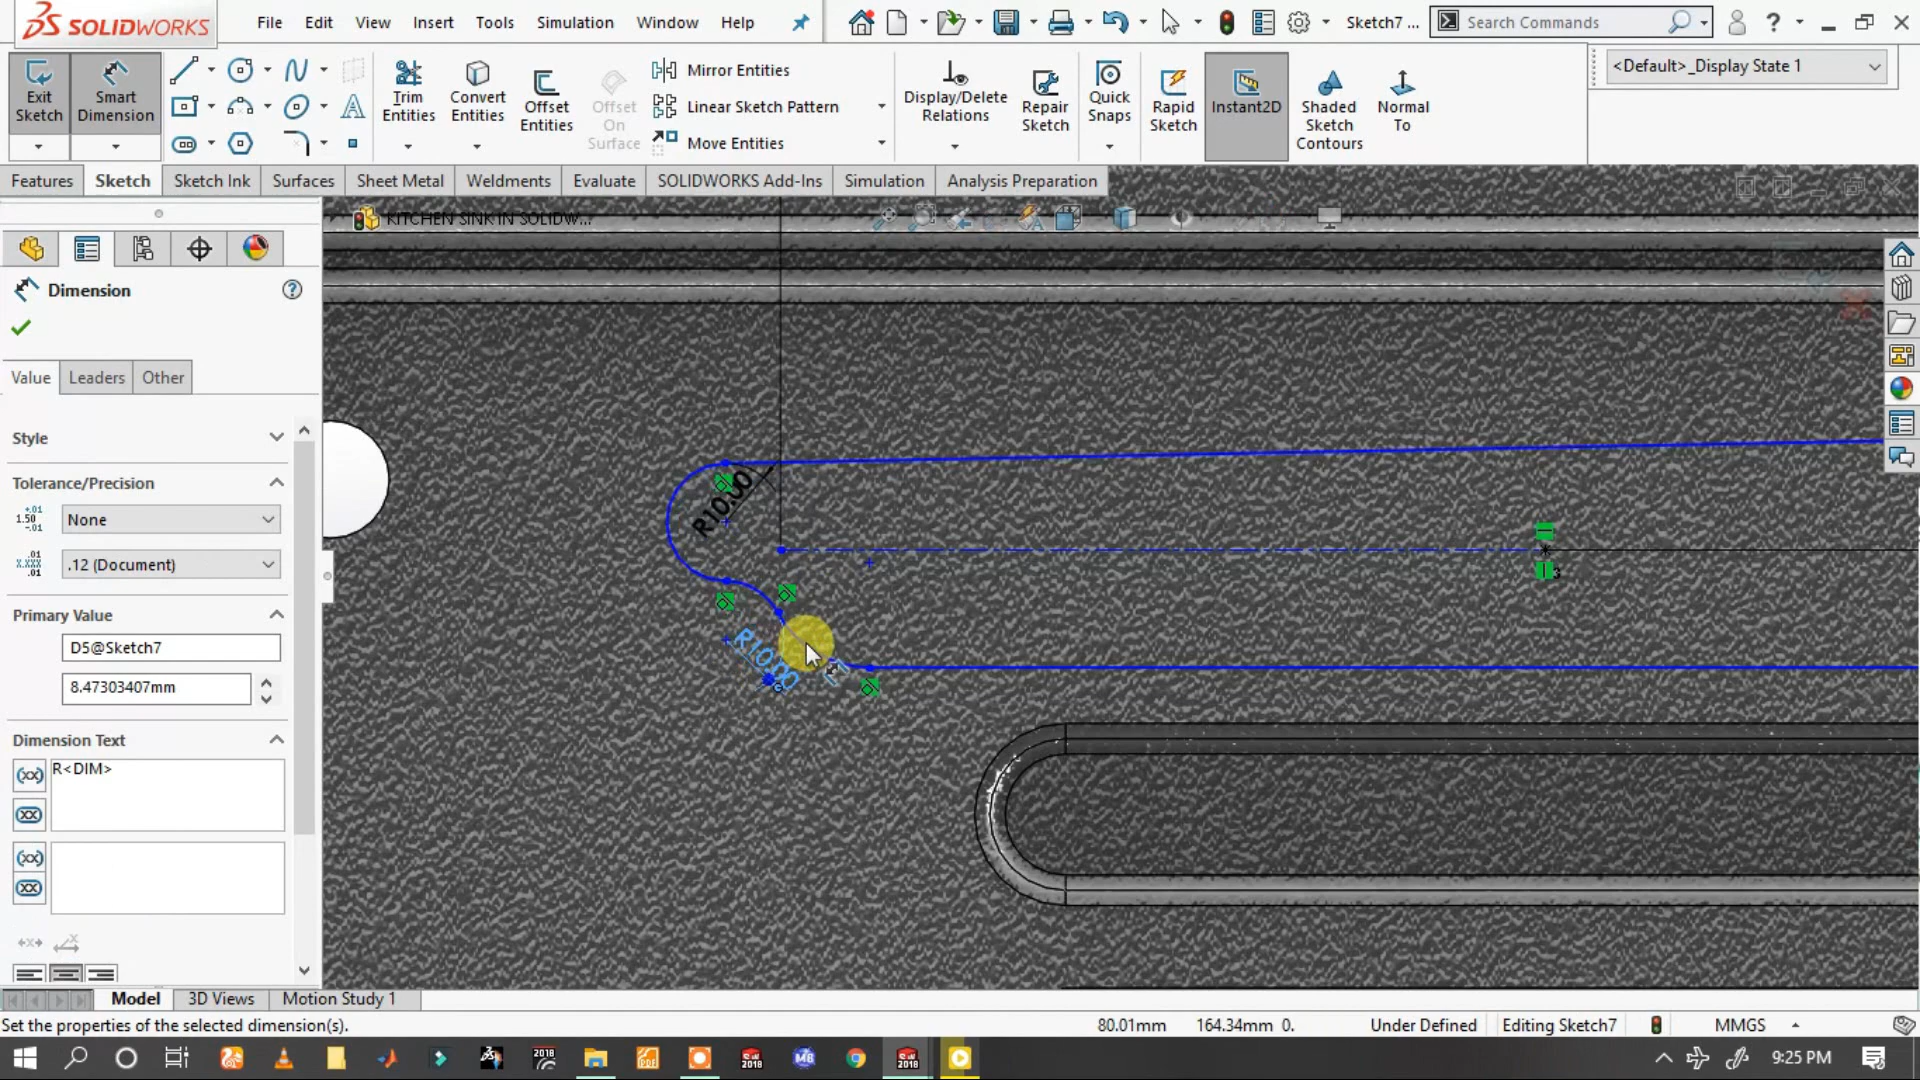 SOLIDWORKS
File Edit View Insert Tools Simulation Window Help
Sketch7 ...
Search Commands
Exit Sketch
Smart Dimension
Trim Entities
Convert Entities
Offset Entities
Offset On Surface
Mirror Entities
Linear Sketch Pattern
Move Entities
Display/Delete Relations
Repair Sketch
Quick Snaps
Rapid Sketch
Instant2D
Shaded Sketch Contours
Normal To
<Default>_Display State 1
Features Sketch Sketch Ink Surfaces Sheet Metal Weldments Evaluate SOLIDWORKS Add-Ins Simulation Analysis Preparation
KITCHEN SINK IN SOLIDW...
Dimension
Value Leaders Other
Style
Tolerance/Precision
None
.12 (Document)
Primary Value
D5@Sketch7
8.47303407mm
Dimension Text
R<DIM>
R10.00
R10.00
Model 3D Views Motion Study 1
Set the properties of the selected dimension(s).
80.01mm 164.34mm 0. Under Defined Editing Sketch7 MMGS
9:25 PM